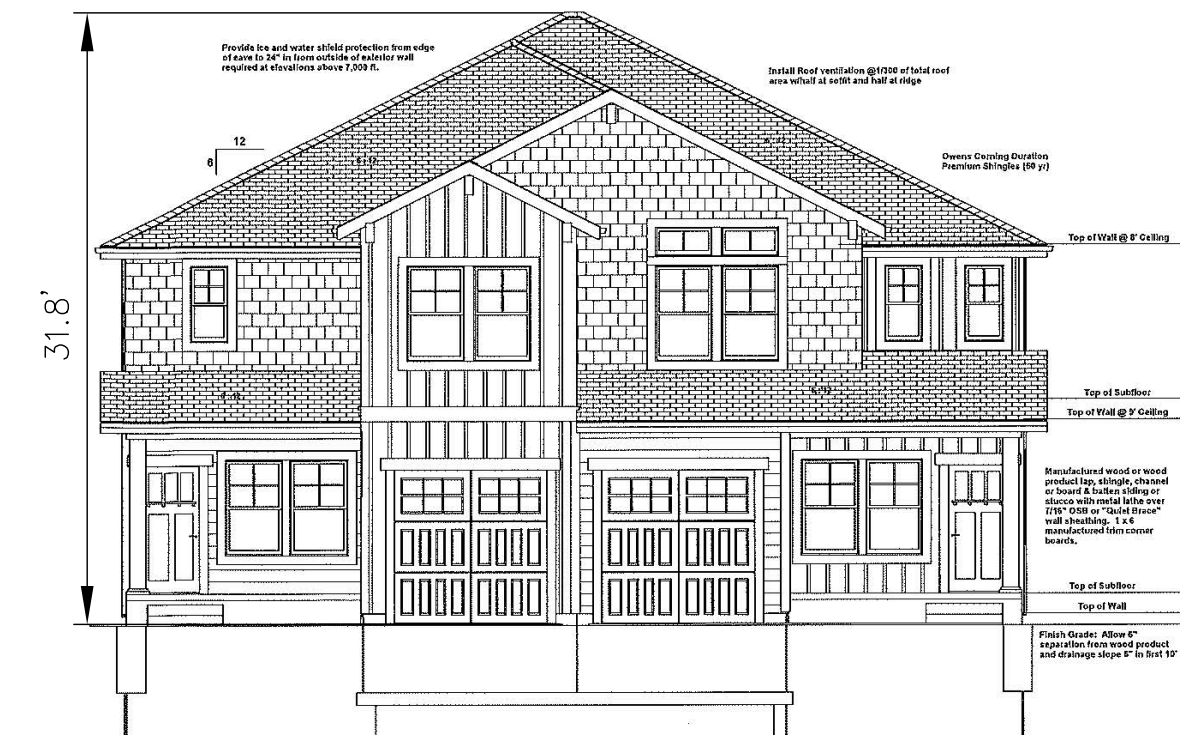 Provide ice and water shield protection from edge
of eave to 24" in from outside of exterior wall
required at elevations above 7,000 ft.
Install Roof ventilation @1/300 of total roof
area w/half at soffit and half at ridge
12
6
6:12
6:12
Owens Corning Duration
Premium Shingles (50 yr)
Top of Wall @ 8' Ceiling
31.8'
Top of Subfloor
Top of Wall @ 9' Ceiling
Manufactured wood or wood
product lap, shingle, channel
or board & batten siding or
stucco with metal lathe over
7/16" OSB or "Quiet Brace"
wall sheathing. 1 x 6
manufactured trim corner
boards.
Top of Subfloor
Top of Wall
Finish Grade: Allow 6"
separation from wood product
and drainage slope 6" in first 10'